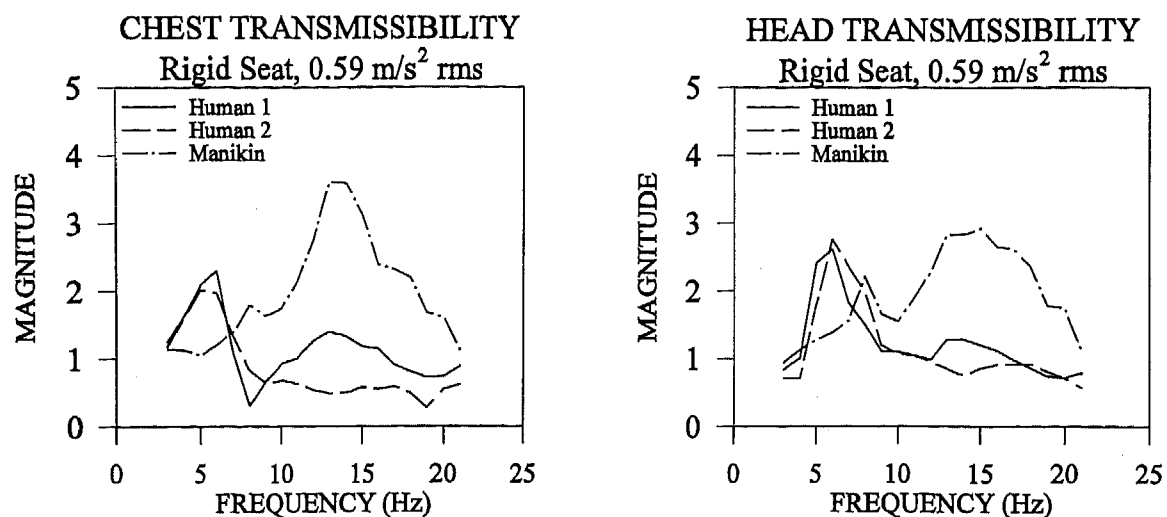 CHEST TRANSMISSIBILITY
Rigid Seat, 0.59 m/s² rms
5
4
3
2
1
0
MAGNITUDE
Human 1
Human 2
Manikin
0 5 10 15 20 25
FREQUENCY (Hz)
HEAD TRANSMISSIBILITY
Rigid Seat, 0.59 m/s² rms
5
4
3
2
1
0
MAGNITUDE
Human 1
Human 2
Manikin
0 5 10 15 20 25
FREQUENCY (Hz)